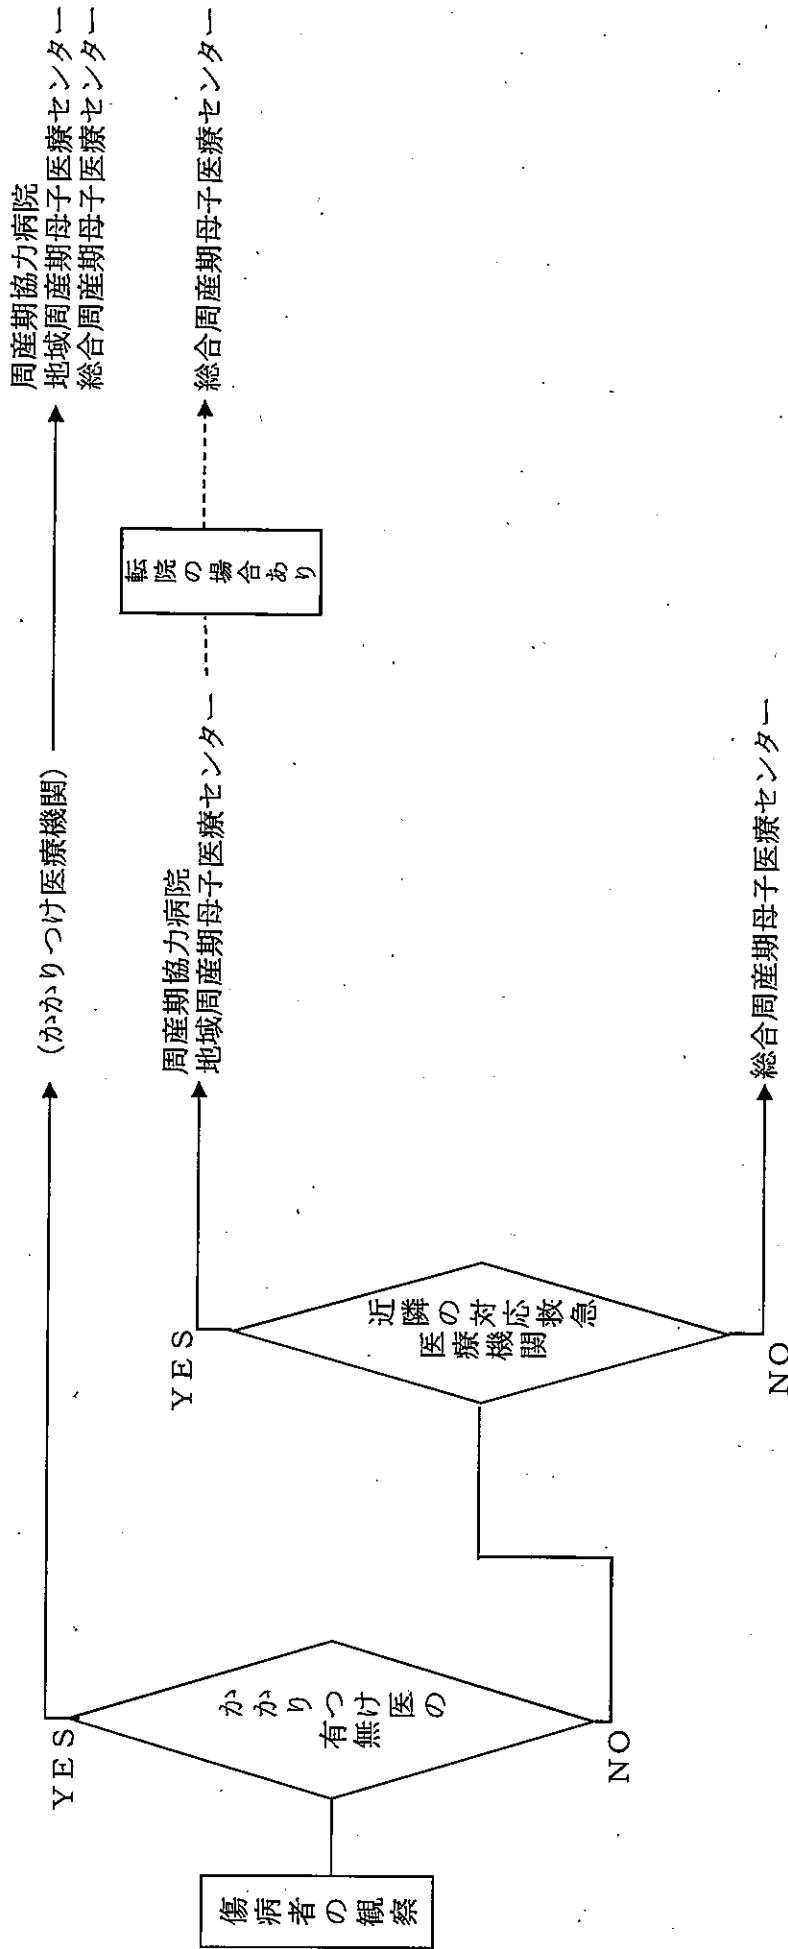 傷病者の観察
YES
かかりつけ医の
有無
NO
(かかりつけ医療機関)
周産期協力病院
地域周産期母子医療センター
総合周産期母子医療センター
近隣の対応救急
医療機関
YES
周産期協力病院
地域周産期母子医療センター
転院の場合あり
総合周産期母子医療センター
NO
総合周産期母子医療センター